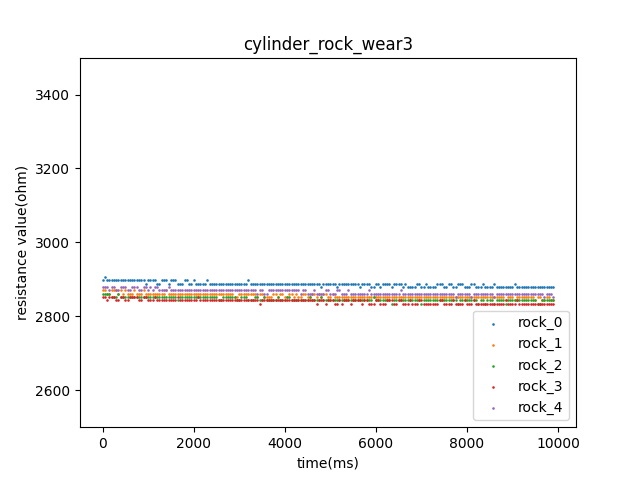 cylinder_rock_wear3
resistance value(ohm)
3400
3200
3000
2800
2600
rock_0
rock_1
rock_2
rock_3
rock_4
0 2000 4000 6000 8000 10000
time(ms)